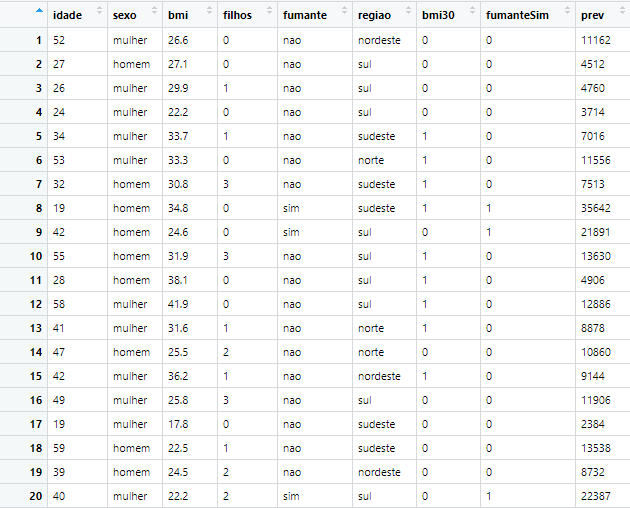 idade sexo bmi filhos fumante regiao bmi30 fumanteSim prev
1 52 mulher 26.6 0 nao nordeste 0 0 11162
2 27 homem 27.1 0 nao sul 0 0 4512
3 26 mulher 29.9 1 nao sul 0 0 4760
4 24 mulher 22.2 0 nao sul 0 0 3714
5 34 mulher 33.7 1 nao sudeste 1 0 7016
6 53 mulher 33.3 0 nao norte 1 0 11556
7 32 homem 30.8 3 nao sudeste 1 0 7513
8 19 homem 34.8 0 sim sudeste 1 1 35642
9 42 homem 24.6 0 sim sul 0 1 21891
10 55 homem 31.9 3 nao sul 1 0 13630
11 28 homem 38.1 0 nao sul 1 0 4906
12 58 mulher 41.9 0 nao sul 1 0 12886
13 41 mulher 31.6 1 nao norte 1 0 8878
14 47 homem 25.5 2 nao norte 0 0 10860
15 42 mulher 36.2 1 nao nordeste 1 0 9144
16 49 mulher 25.8 3 nao sul 0 0 11906
17 19 mulher 17.8 0 nao sudeste 0 0 2384
18 59 homem 22.5 1 nao sudeste 0 0 13538
19 39 homem 24.5 2 nao nordeste 0 0 8732
20 40 mulher 22.2 2 sim sul 0 1 22387